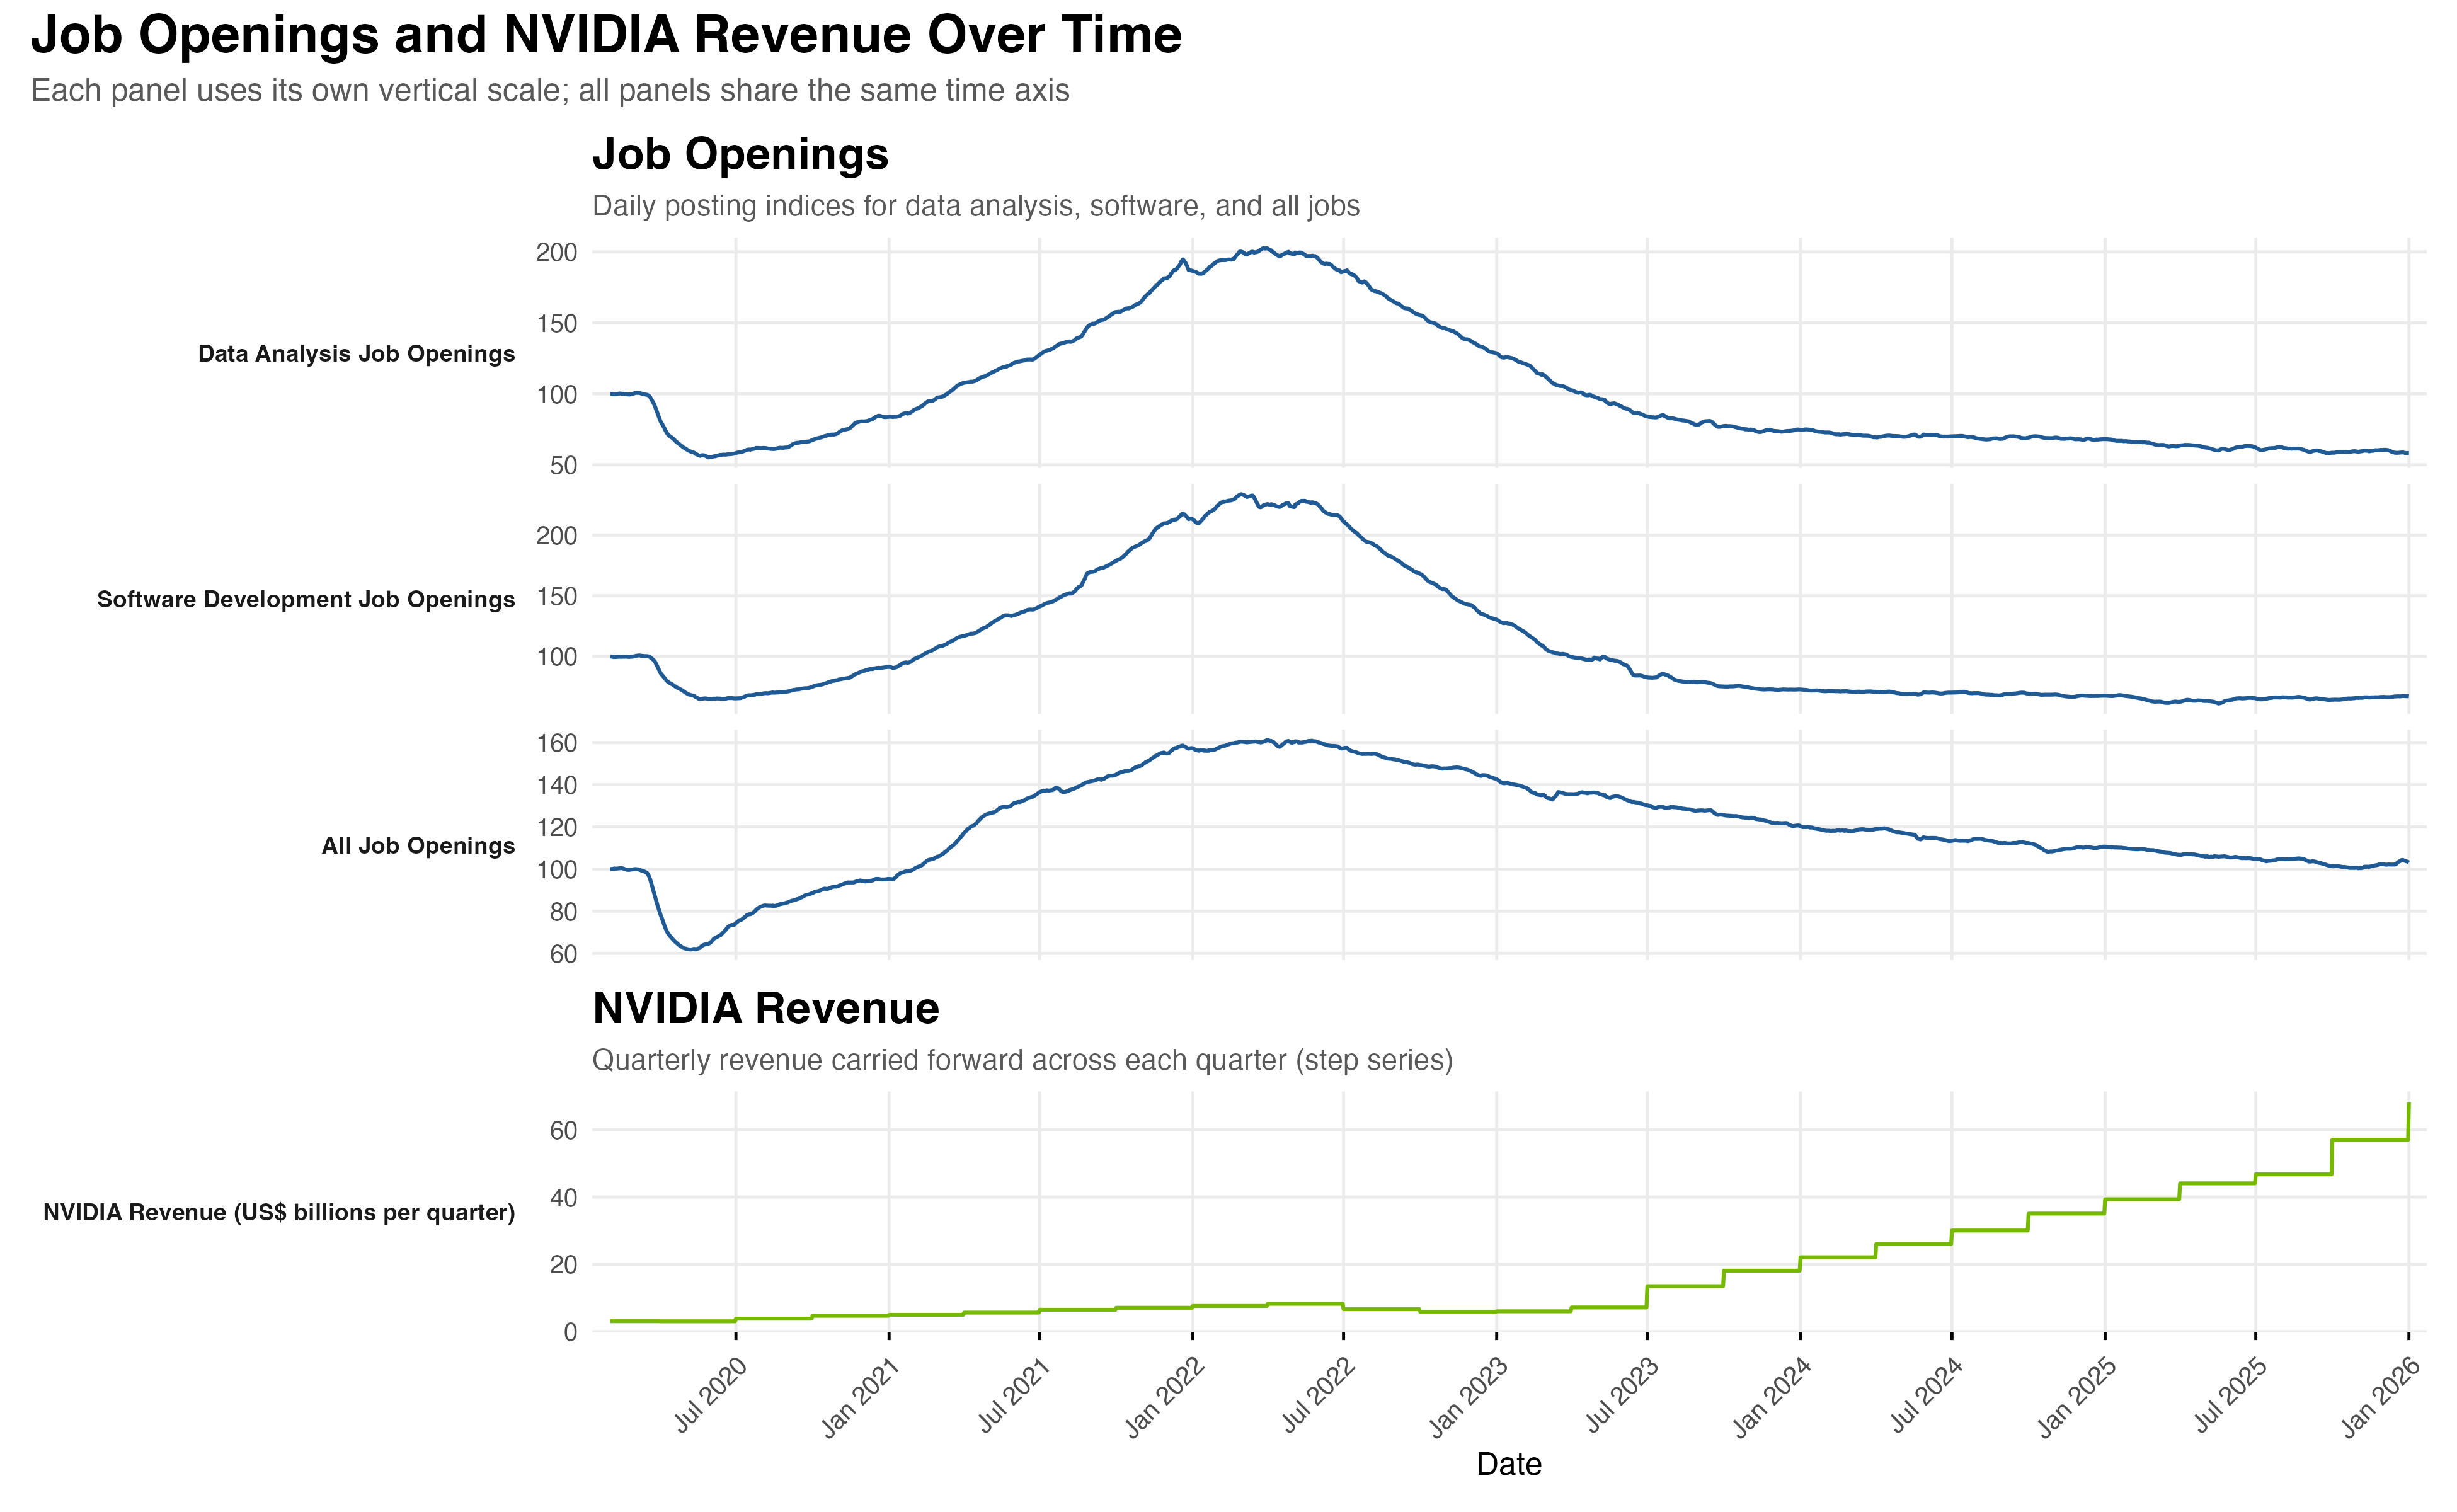 Job Openings and NVIDIA Revenue Over Time
Each panel uses its own vertical scale; all panels share the same time axis
Job Openings
Daily posting indices for data analysis, software, and all jobs
200
150
Data Analysis Job Openings
100
50
200
Software Development Job Openings
150
100
160
140
120
All Job Openings
100
80
60
NVIDIA Revenue
Quarterly revenue carried forward across each quarter (step series)
60
40
NVIDIA Revenue (US$ billions per quarter)
20
0
Jul 2020
Jan 2021
Jul 2021
Jan 2022
Jul 2022
Jan 2023
Jul 2023
Jan 2024
Jul 2024
Jan 2025
Jul 2025
Jan 2026
Date